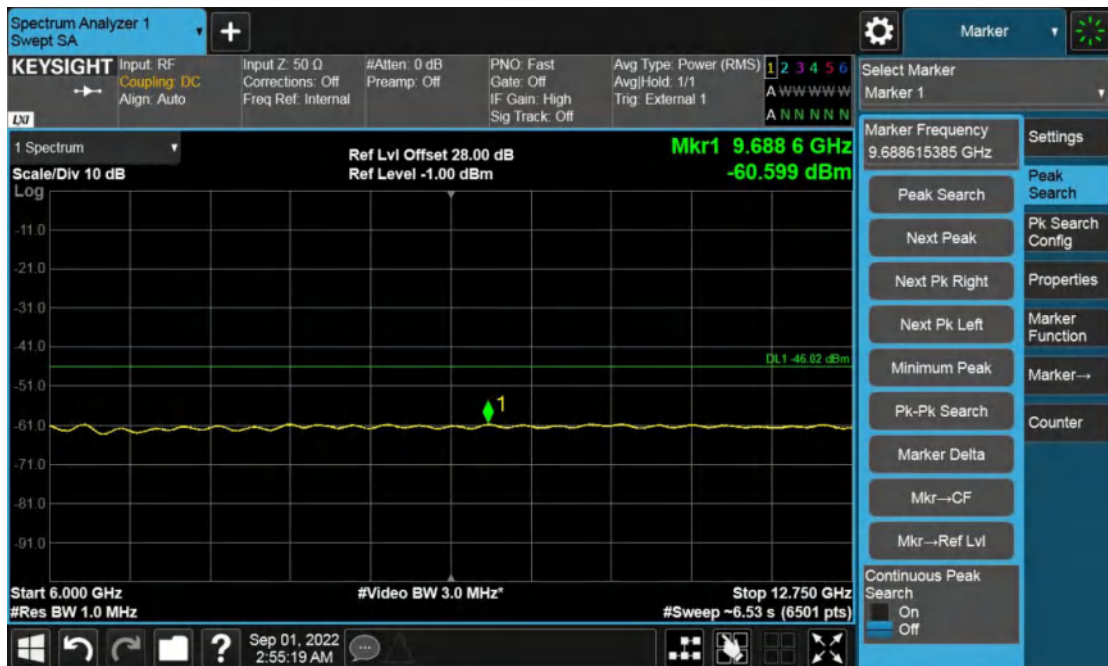 Spectrum Analyzer 1
Swept SA
+
Marker
KEYSIGHT
LXI
Input: RF
Coupling: DC
Align: Auto
Input Z: 50 Ω
Corrections: Off
Freq Ref: Internal
#Atten: 0 dB
Preamp: Off
PNO: Fast
Gate: Off
IF Gain: High
Sig Track: Off
Avg Type: Power (RMS)
Avg|Hold: 1/1
Trig: External 1
1 2 3 4 5 6
A W W W W W
A N N N N N
Select Marker
Marker 1
1 Spectrum
Scale/Div 10 dB
Log
Ref Lvl Offset 28.00 dB
Ref Level -1.00 dBm
Mkr1 9.688 6 GHz
-60.599 dBm
-11.0
-21.0
-31.0
-41.0
DL1 -46.02 dBm
-51.0
1
-61.0
-71.0
-81.0
-91.0
Start 6.000 GHz
#Res BW 1.0 MHz
#Video BW 3.0 MHz*
Stop 12.750 GHz
#Sweep ~6.53 s (6501 pts)
Marker Frequency
9.688615385 GHz
Peak Search
Next Peak
Next Pk Right
Next Pk Left
Minimum Peak
Pk-Pk Search
Marker Delta
Mkr→CF
Mkr→Ref Lvl
Continuous Peak
Search
On
Off
Settings
Peak
Search
Pk Search
Config
Properties
Marker
Function
Marker→
Counter
?
Sep 01, 2022
2:55:19 AM